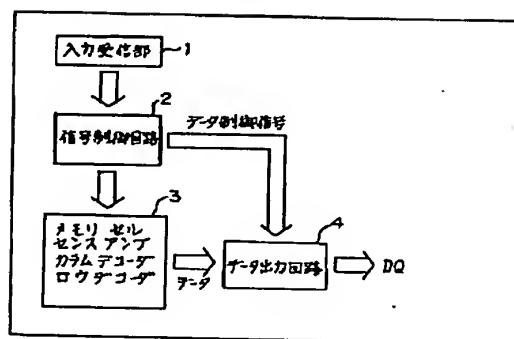 入力受信部
1
2
信号制御回路
データ制御信号
3
メモリ セル
センス アンプ
カラム デコーダ
ロウ デコーダ
データ
4
データ出力回路
DQ